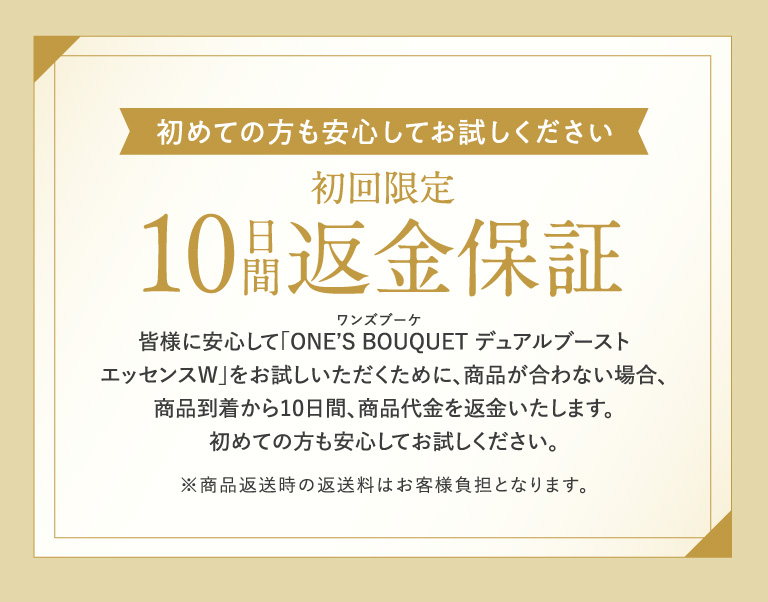 初めての方も安心してお試しください
初回限定
10日間返金保証
ワンズブーケ
皆様に安心して「ONE'S BOUQUET デュアルブースト
エッセンスW」をお試しいただくために、商品が合わない場合、
商品到着から10日間、商品代金を返金いたします。
初めての方も安心してお試しください。
※商品返送時の返送料はお客様負担となります。